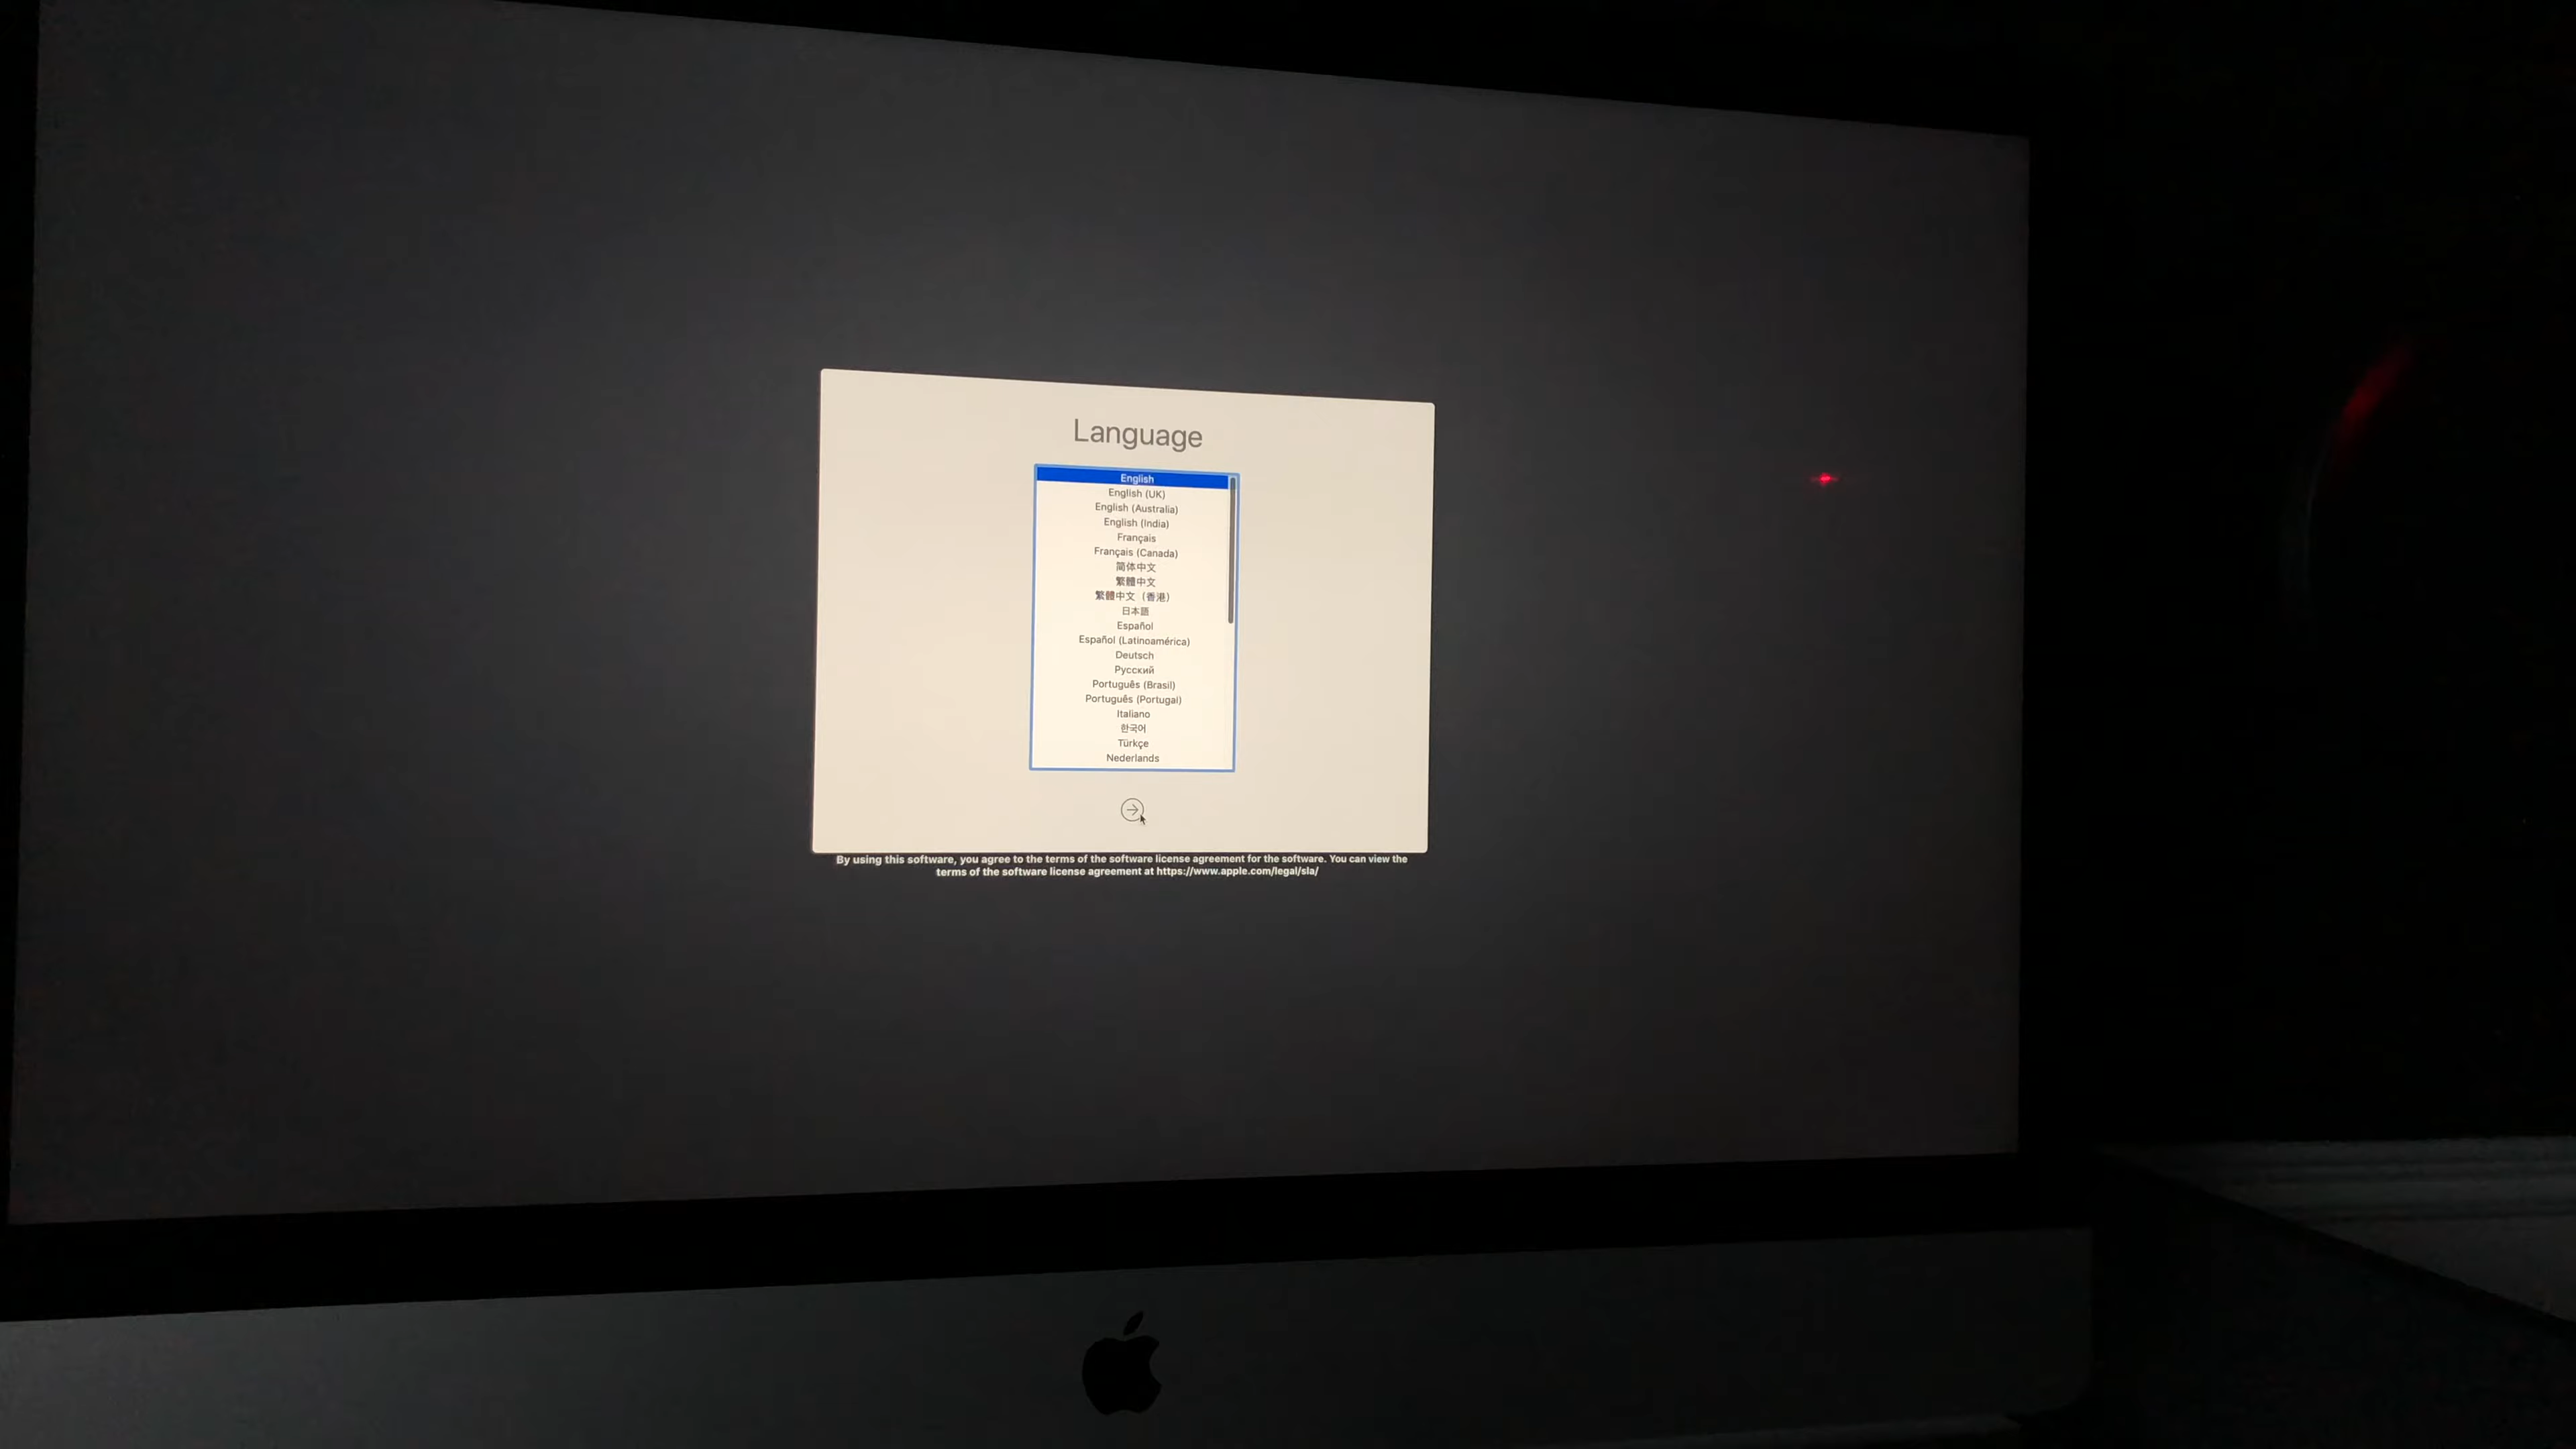 Language
English
English (UK)
English (Australia)
English (India)
Français
Français (Canada)
简体中文
繁體中文
繁體中文（香港）
日本語
Español
Español (Latinoamérica)
Deutsch
Русский
Português (Brasil)
Português (Portugal)
Italiano
한국어
Türkçe
Nederlands
By using this software, you agree to the terms of the software license agreement for the software. You can view the
terms of the software license agreement at https://www.apple.com/legal/sla/